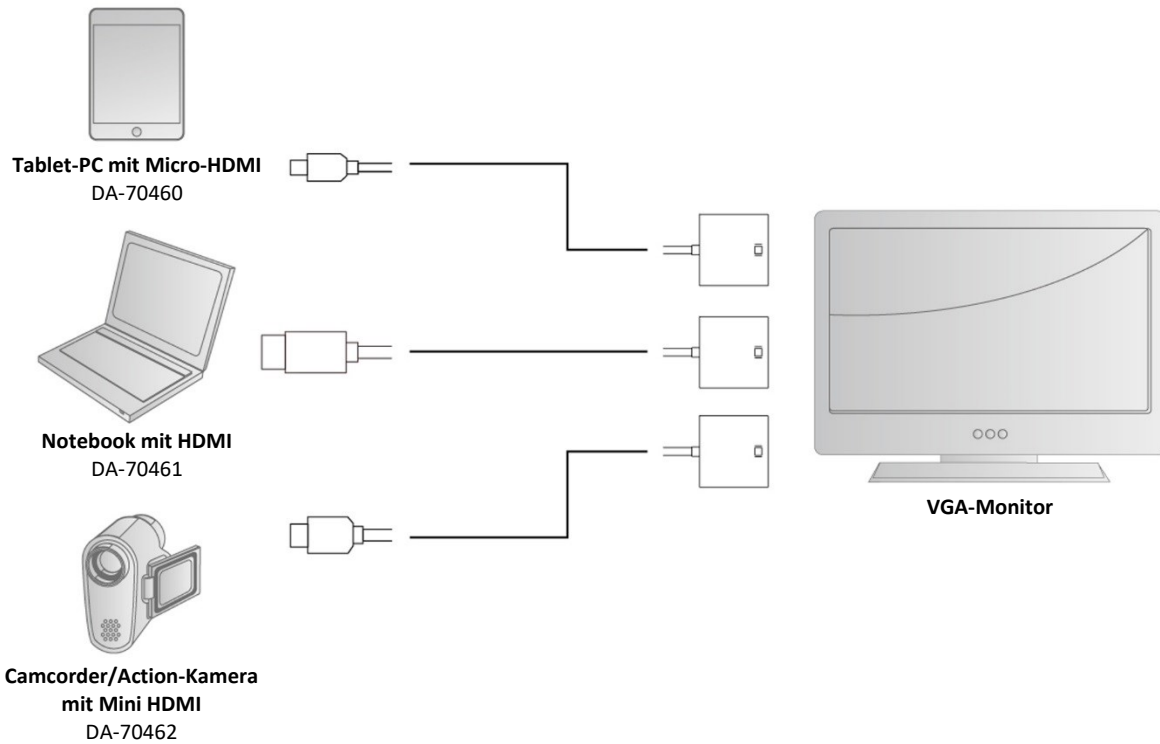 Tablet-PC mit Micro-HDMI
DA-70460
Notebook mit HDMI
DA-70461
Camcorder/Action-Kamera
mit Mini HDMI
DA-70462
VGA-Monitor